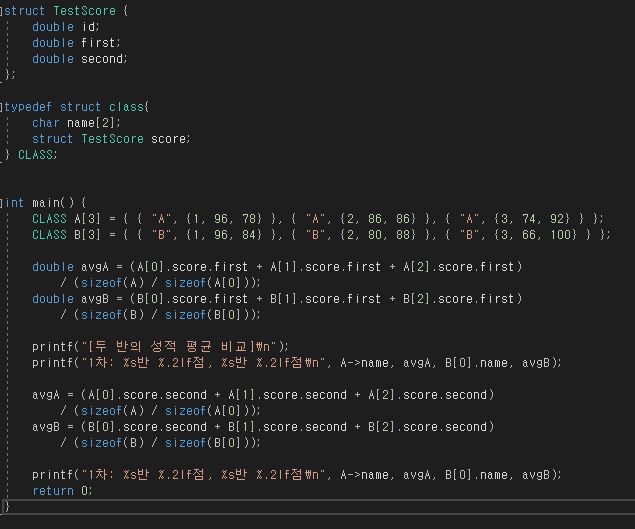 struct TestScore {
double id;
double first;
double second;
};
typedef struct class{
char name[2];
struct TestScore score;
} CLASS;
int main() {
CLASS A[3] = { { "A", {1, 96, 78} }, { "A", {2, 86, 86} }, { "A", {3, 74, 92} } };
CLASS B[3] = { { "B", {1, 96, 84} }, { "B", {2, 80, 88} }, { "B", {3, 66, 100} } };
double avgA = (A[0].score.first + A[1].score.first + A[2].score.first)
/ (sizeof(A) / sizeof(A[0]));
double avgB = (B[0].score.first + B[1].score.first + B[2].score.first)
/ (sizeof(B) / sizeof(B[0]));
printf("[두 반의 성적 평균 비교]₩n");
printf("1차: %s반 %.2lf점, %s반 %.2lf점₩n", A->name, avgA, B[0].name, avgB);
avgA = (A[0].score.second + A[1].score.second + A[2].score.second)
/ (sizeof(A) / sizeof(A[0]));
avgB = (B[0].score.second + B[1].score.second + B[2].score.second)
/ (sizeof(B) / sizeof(B[0]));
printf("1차: %s반 %.2lf점, %s반 %.2lf점₩n", A->name, avgA, B[0].name, avgB);
return 0;
}